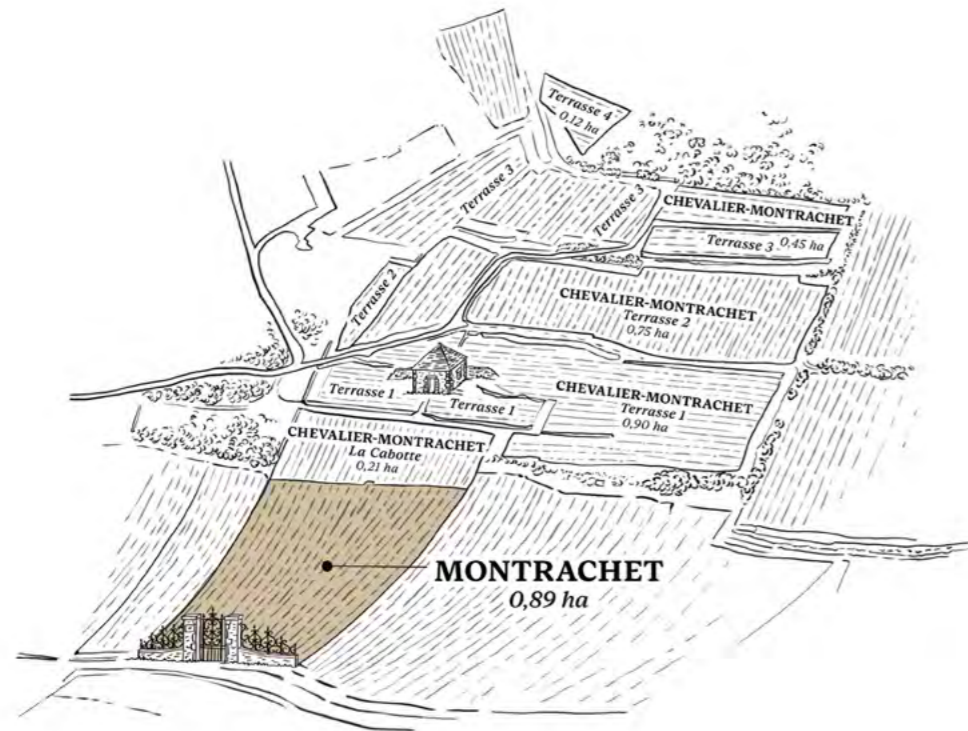 Terrasse 4
0,12 ha
Terrasse 3
Terrasse 3
CHEVALIER-MONTRACHET
Terrasse 3 0,45 ha
Terrasse 2
CHEVALIER-MONTRACHET
Terrasse 2
0,75 ha
Terrasse 1
Terrasse 1
CHEVALIER-MONTRACHET
Terrasse 1
0,90 ha
CHEVALIER-MONTRACHET
La Cabotte
0,21 ha
MONTRACHET
0,89 ha